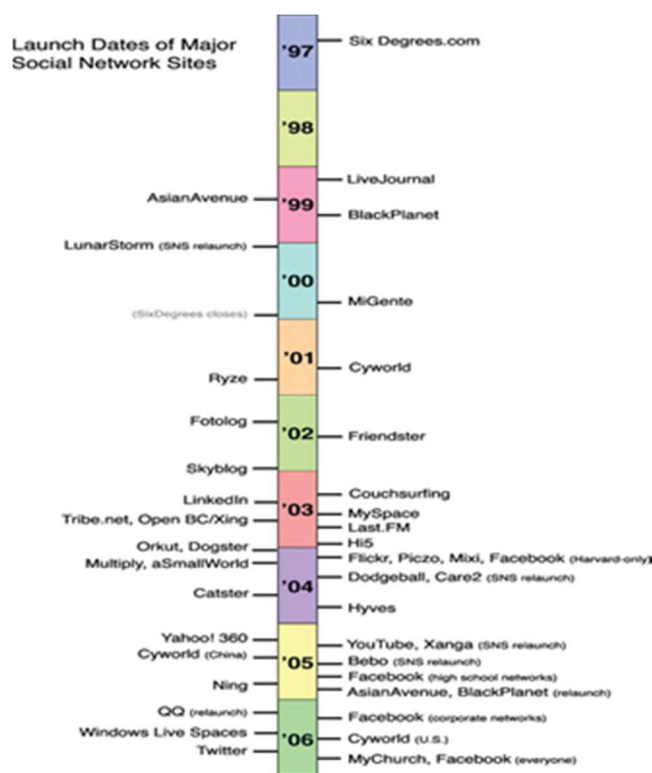 Launch Dates of Major
Social Network Sites
'97
Six Degrees.com
'98
'99
LiveJournal
AsianAvenue
BlackPlanet
LunarStorm (SNS relaunch)
'00
MiGente
(SixDegrees closes)
'01
Cyworld
Ryze
Fotolog
'02
Friendster
Skyblog
'03
Couchsurfing
LinkedIn
MySpace
Tribe.net, Open BC/Xing
Last.FM
Hi5
Orkut, Dogster
Flickr, Piczo, Mixi, Facebook (Harvard-only)
Multiply, aSmallWorld
Dodgeball, Care2 (SNS relaunch)
'04
Catster
Hyves
Yahoo! 360
YouTube, Xanga (SNS relaunch)
Cyworld (China)
'05
Bebo (SNS relaunch)
Facebook (high school networks)
Ning
AsianAvenue, BlackPlanet (relaunch)
QQ (relaunch)
Facebook (corporate networks)
Windows Live Spaces
'06
Cyworld (U.S.)
Twitter
MyChurch, Facebook (everyone)